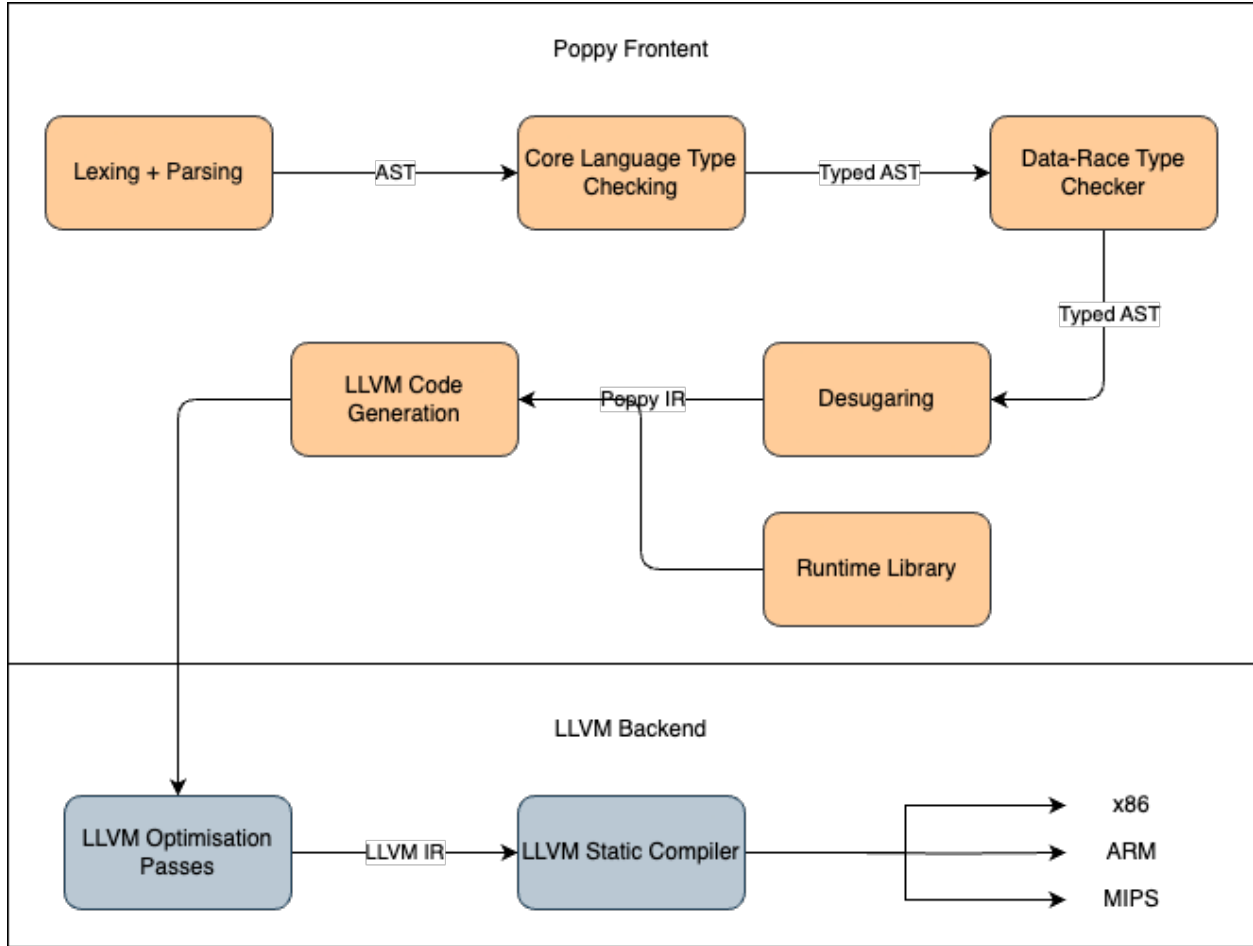 Poppy Frontent
Lexing + Parsing
AST
Core Language Type
Checking
Typed AST
Data-Race Type
Checker
Typed AST
LLVM Code
Generation
Poppy IR
Desugaring
Runtime Library
LLVM Backend
LLVM Optimisation
Passes
LLVM IR
LLVM Static Compiler
x86
ARM
MIPS